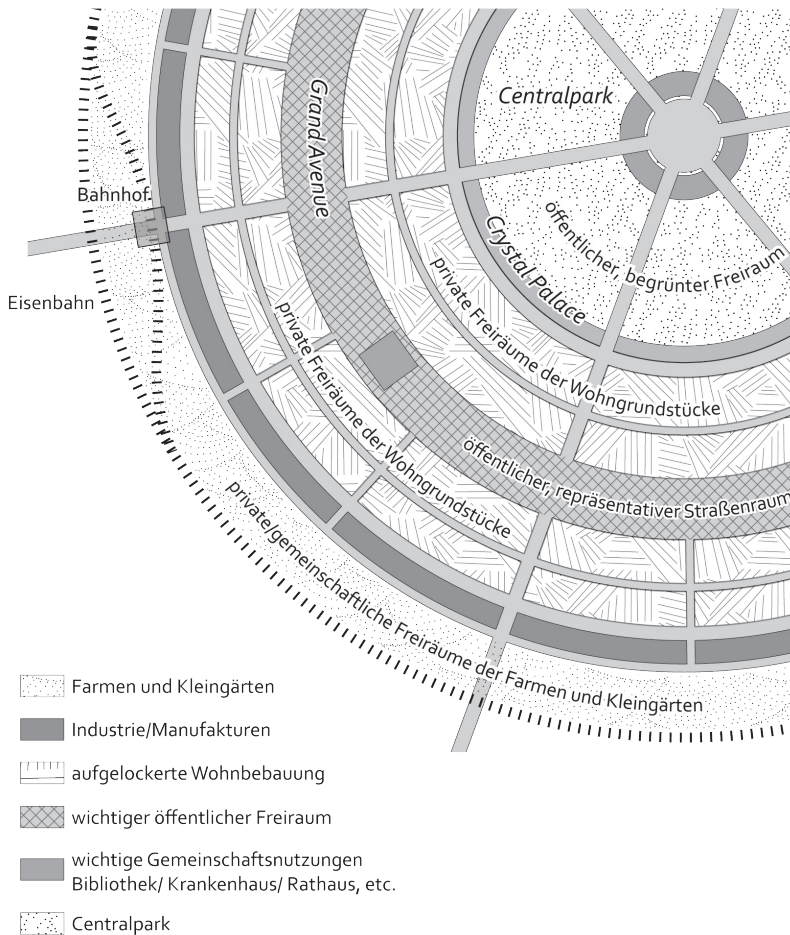 Centralpark
Grand Avenue
Bahnhof
öffentlicher, begrünter Freiraum
Crystal Palace
private Freiräume der Wohngrundstücke
Eisenbahn
private Freiräume der Wohngrundstücke
öffentlicher, repräsentativer Straßenraum
private/gemeinschaftliche Freiräume der Farmen und Kleingärten
Farmen und Kleingärten
Industrie/Manufakturen
aufgelockerte Wohnbebauung
wichtiger öffentlicher Freiraum
wichtige Gemeinschaftsnutzungen
Bibliothek/ Krankenhaus/ Rathaus, etc.
Centralpark